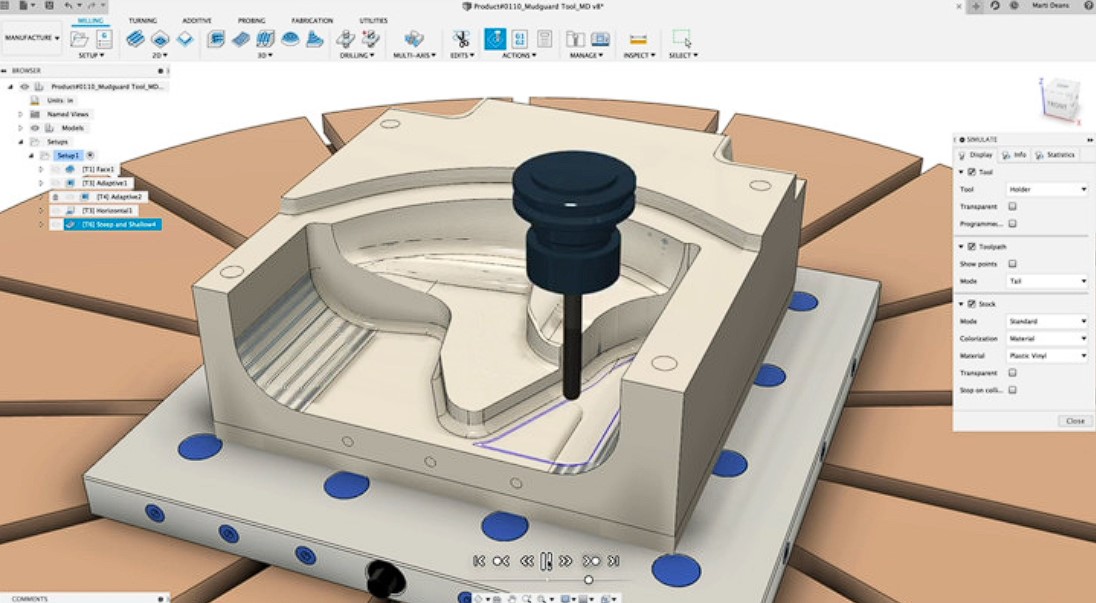 Product#0110_Mudguard Tool_MD v8*
Marti Deans
MILLING TURNING ADDITIVE PROBING FABRICATION UTILITIES
MANUFACTURE
SETUP 2D 3D DRILLING MULTI-AXIS EDITS ACTIONS MANAGE INSPECT SELECT
G1
G2
BROWSER
Product#0110_Mudguard Tool_MD...
Units: in
Named Views
Models
Setups
Setup1
[T1] Face1
[T3] Adaptive1
[T4] Adaptive2
[T3] Horizontal1
[T6] Steep and Shallow4
FRONT
SIMULATE
Display Info Statistics
Tool
Tool Holder
Transparent
Programme...
Toolpath
Show points
Mode Tail
Stock
Mode Standard
Colorization Material
Material Plastic Vinyl
Transparent
Stop on colli...
Close
COMMENTS